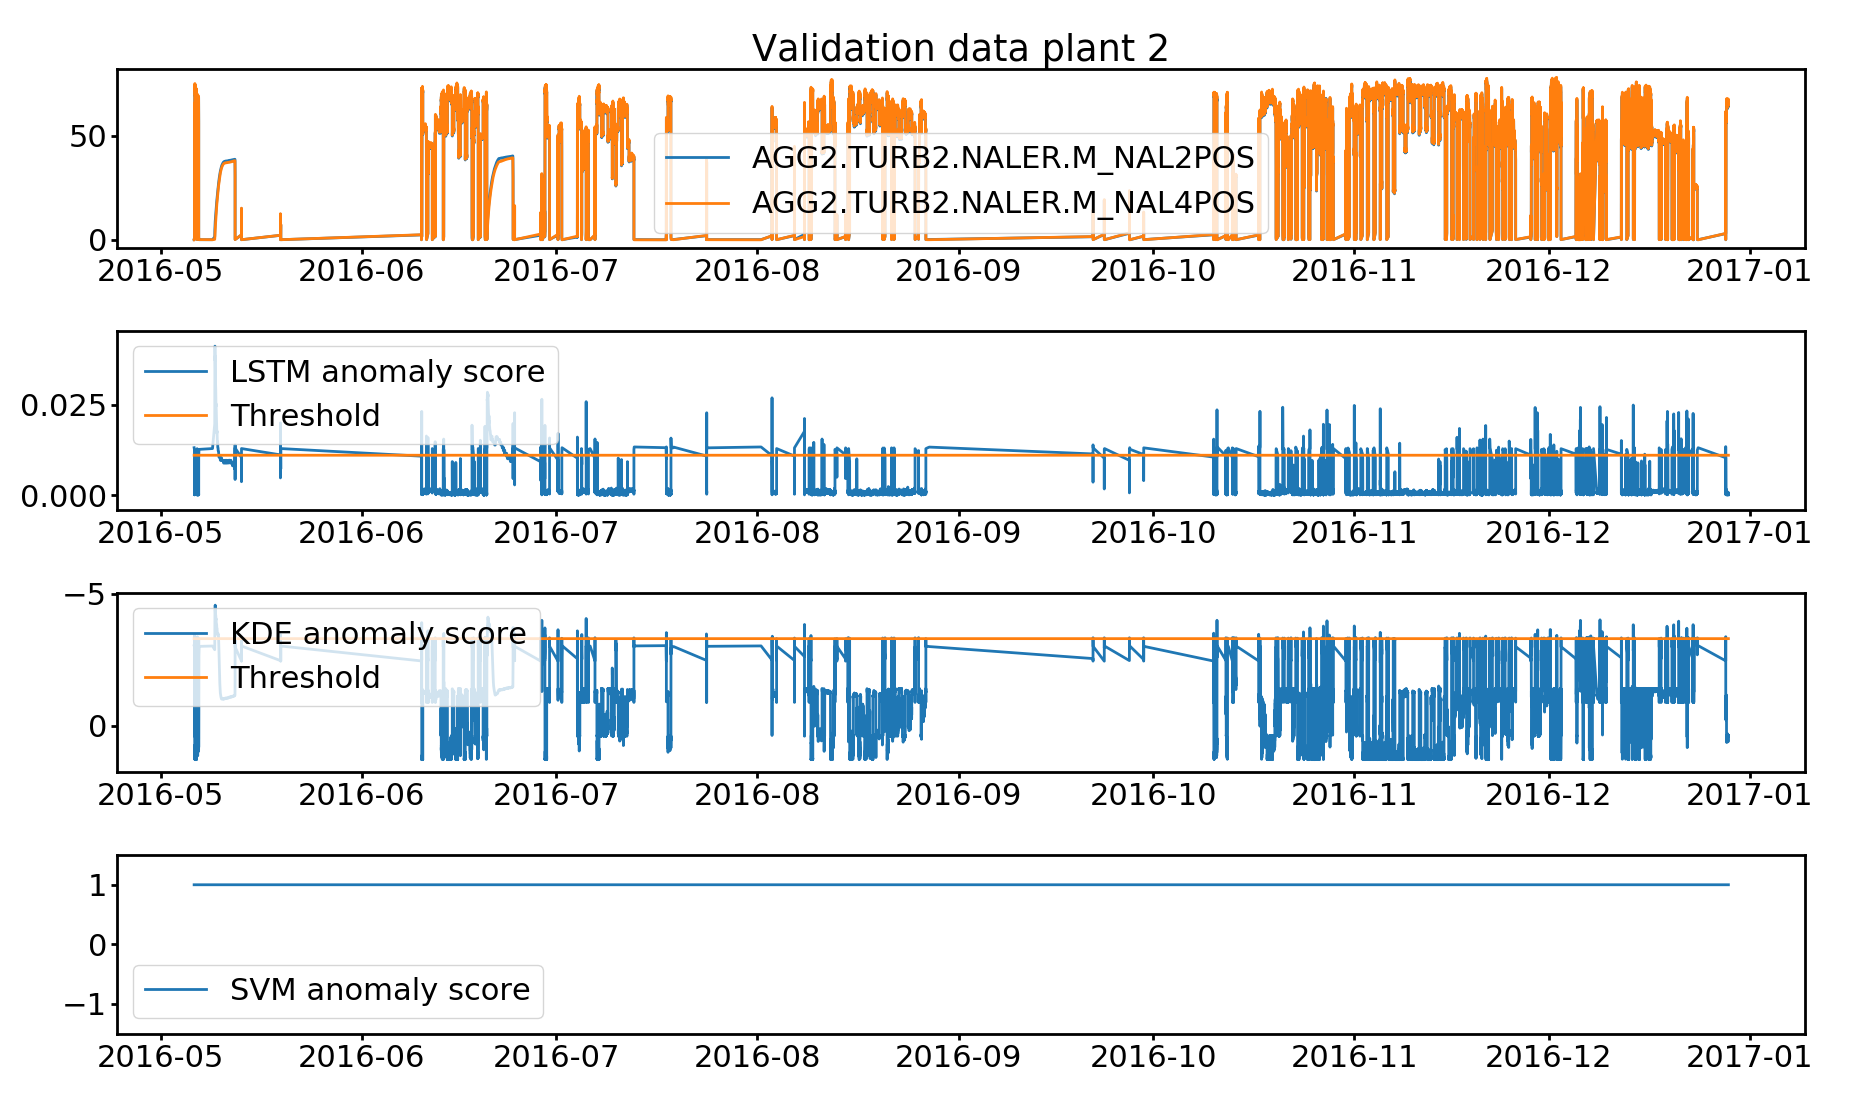 Validation data plant 2
50
0
AGG2.TURB2.NALER.M_NAL2POS
AGG2.TURB2.NALER.M_NAL4POS
2016-05 2016-06 2016-07 2016-08 2016-09 2016-10 2016-11 2016-12 2017-01
0.025
0.000
LSTM anomaly score
Threshold
2016-05 2016-06 2016-07 2016-08 2016-09 2016-10 2016-11 2016-12 2017-01
−5
0
KDE anomaly score
Threshold
2016-05 2016-06 2016-07 2016-08 2016-09 2016-10 2016-11 2016-12 2017-01
1
0
−1
SVM anomaly score
2016-05 2016-06 2016-07 2016-08 2016-09 2016-10 2016-11 2016-12 2017-01